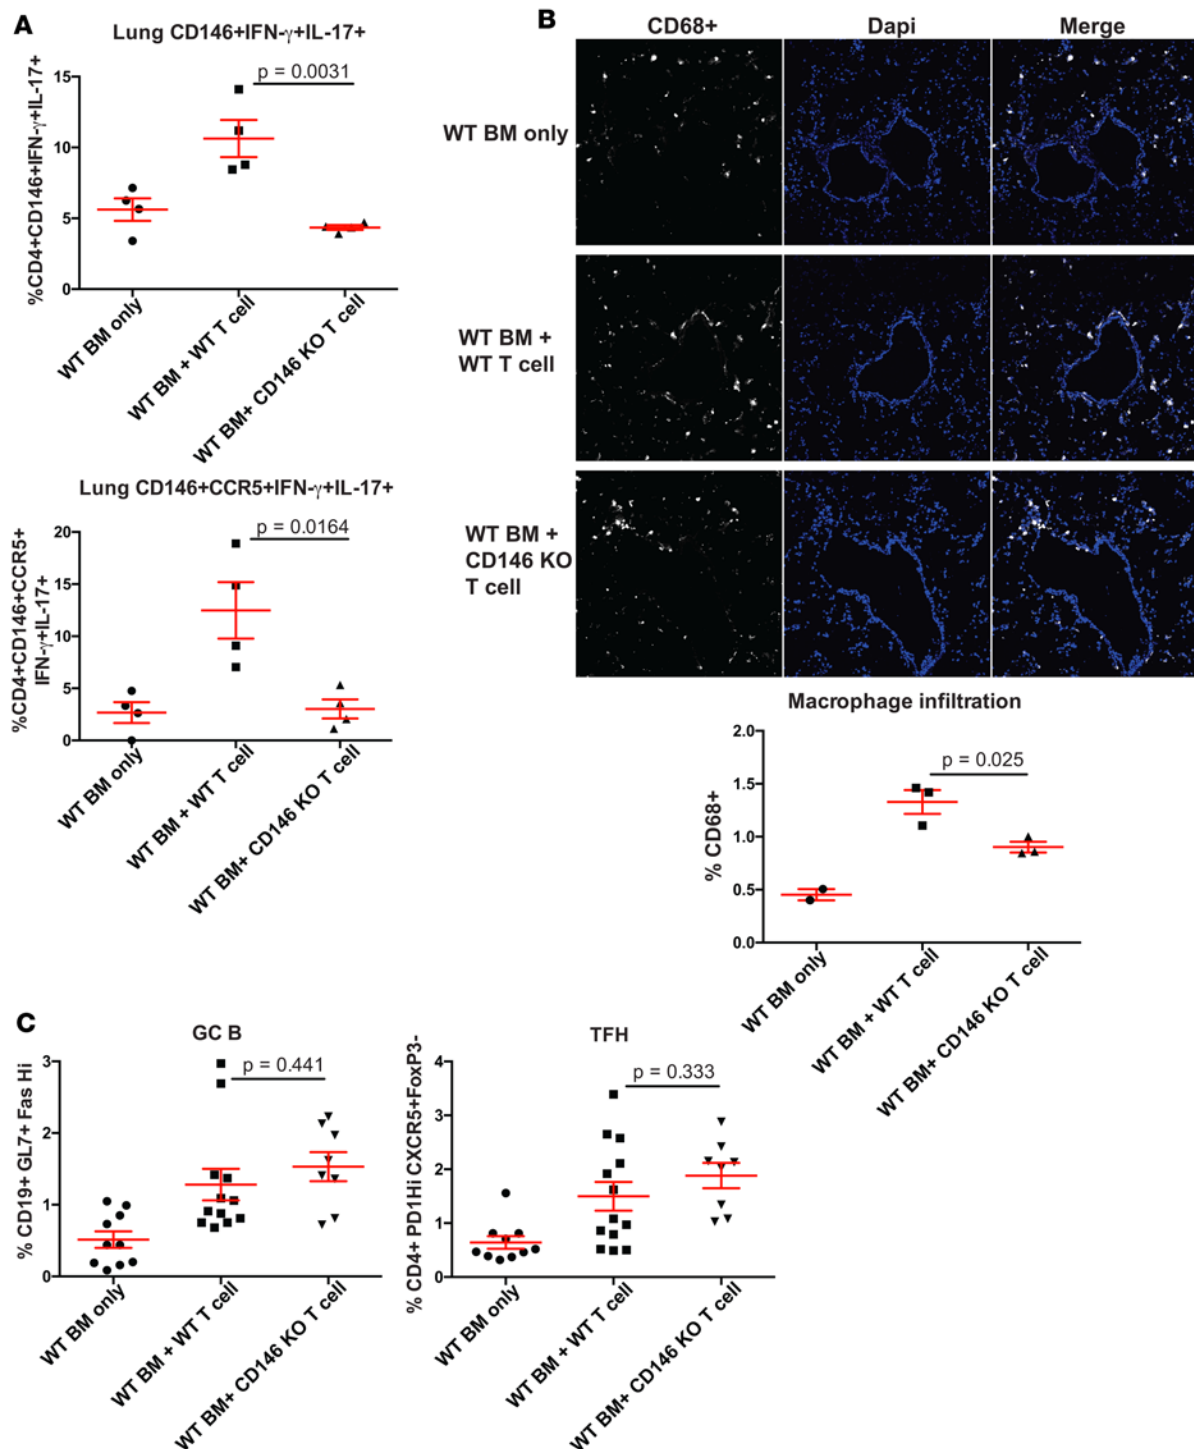 A
Lung CD146+IFN-γ+IL-17+
%CD4+CD146+IFN-γ+IL-17+
15
10
5
0
p = 0.0031
WT BM only
WT BM + WT T cell
WT BM+ CD146 KO T cell
Lung CD146+CCR5+IFN-γ+IL-17+
%CD4+CD146+CCR5+
IFN-γ+IL-17+
20
15
10
5
0
p = 0.0164
WT BM only
WT BM + WT T cell
WT BM+ CD146 KO T cell
B
CD68+ Dapi Merge
WT BM only
WT BM +
WT T cell
WT BM +
CD146 KO
T cell
Macrophage infiltration
% CD68+
2.0
1.5
1.0
0.5
0.0
p = 0.025
WT BM only
WT BM + WT T cell
WT BM+ CD146 KO T cell
C
GC B
% CD19+ GL7+ Fas Hi
3
2
1
0
p = 0.441
WT BM only
WT BM + WT T cell
WT BM+ CD146 KO T cell
TFH
% CD4+ PD1Hi CXCR5+FoxP3-
4
3
2
1
0
p = 0.333
WT BM only
WT BM + WT T cell
WT BM+ CD146 KO T cell